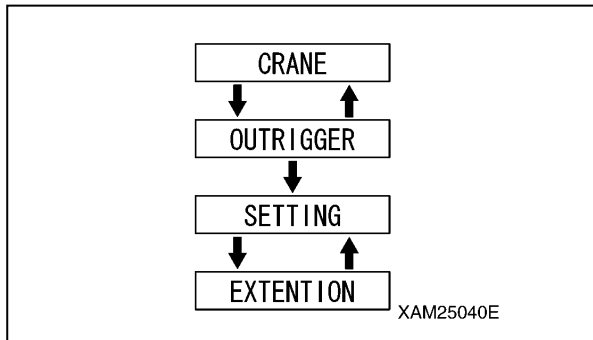 CRANE
OUTRIGGER
SETTING
EXTENTION
XAM25040E